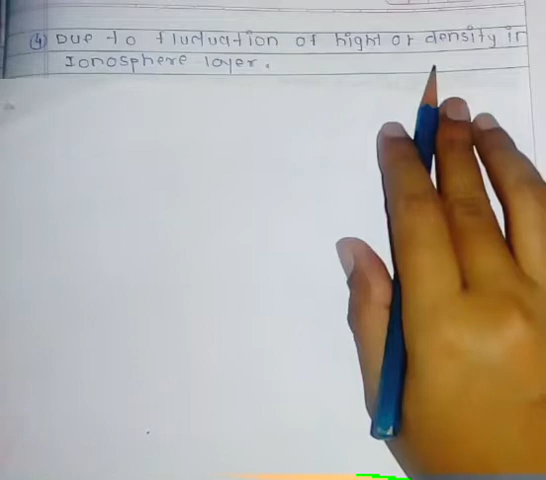 (4) Due to fluctuation of hight or density in
Ionosphere layer.